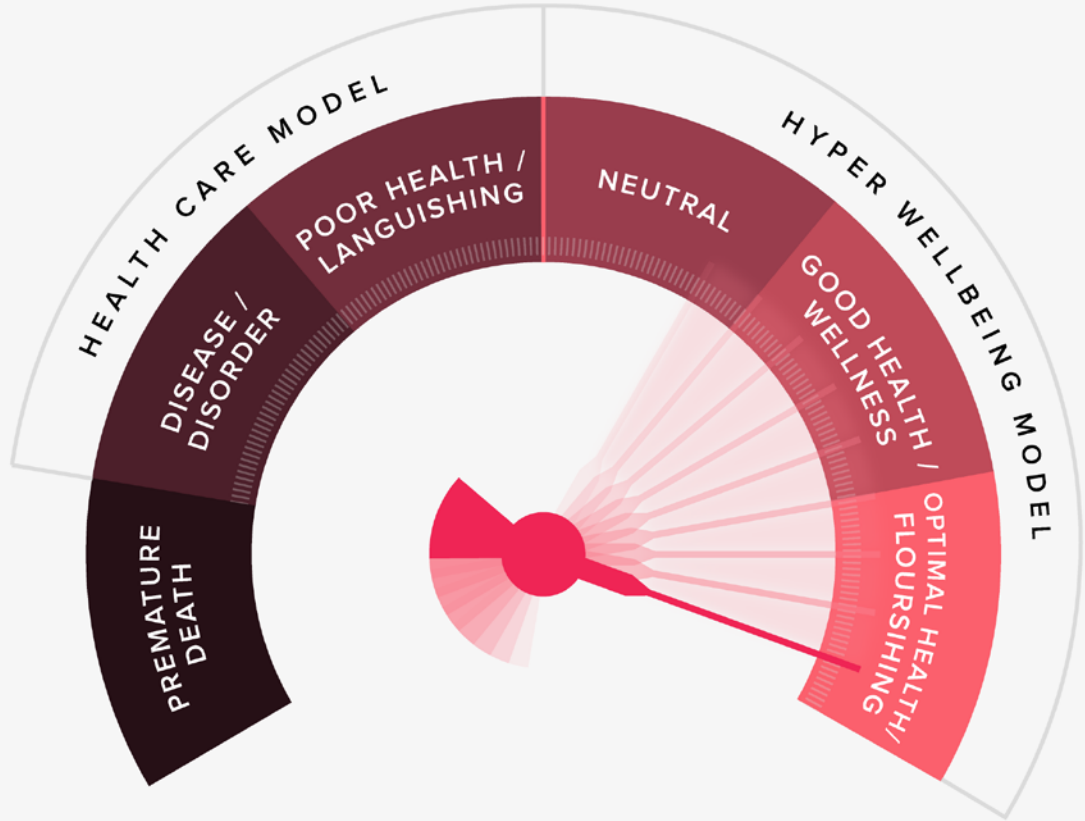 HEALTH CARE MODEL
HYPER WELLBEING MODEL
PREMATURE
DEATH
DISEASE /
DISORDER
POOR HEALTH /
LANGUISHING
NEUTRAL
GOOD HEALTH /
WELLNESS
OPTIMAL HEALTH/
FLOURSIHING